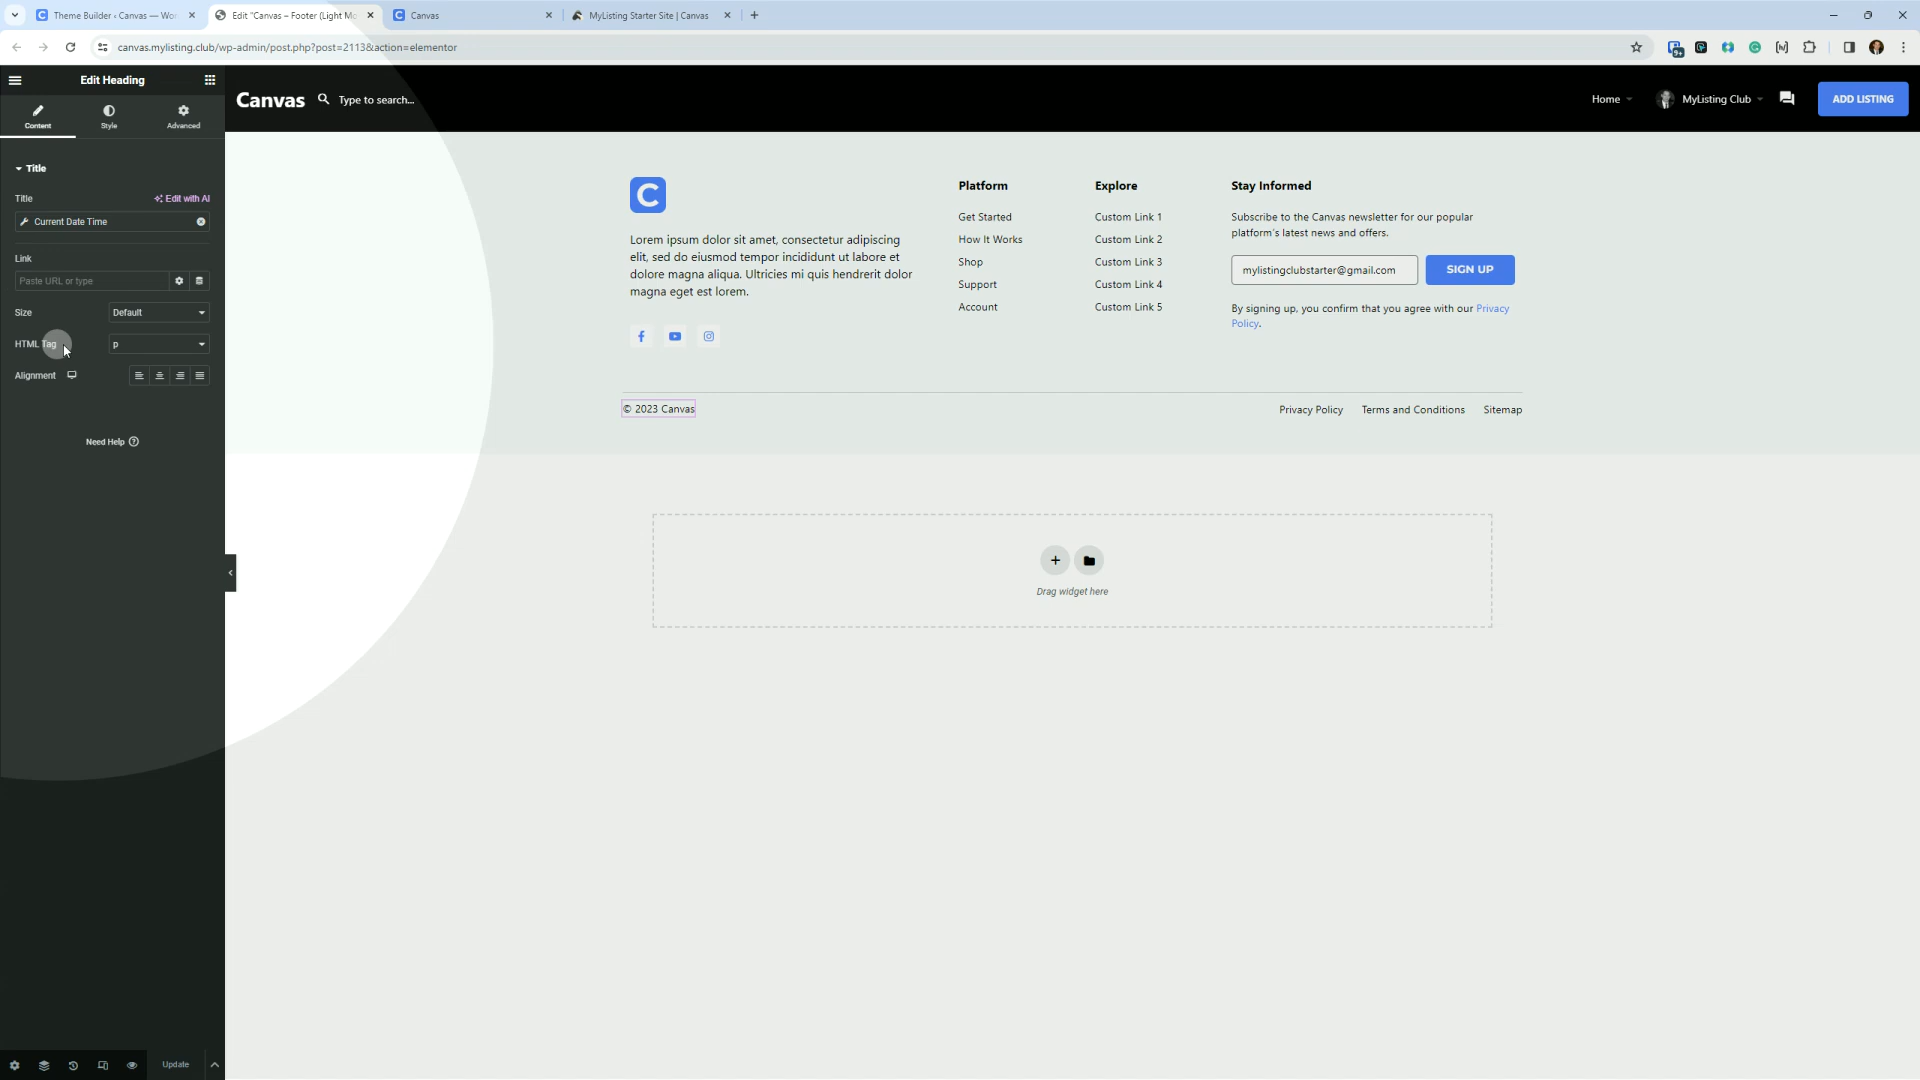 Theme Builder ‹ Canvas — Wo
Edit "Canvas – Footer (Light Mo
Canvas
MyListing Starter Site | Canvas
canvas.mylisting.club/wp-admin/post.php?post=2113&action=elementor
9+
Edit Heading
Content
Style
Advanced
Title
Title
Edit with AI
Current Date Time
Link
Paste URL or type
Size
Default
HTML Tag
p
Alignment
Need Help
Update
Canvas
Type to search...
Home
MyListing Club
ADD LISTING
C
Lorem ipsum dolor sit amet, consectetur adipiscing
elit, sed do eiusmod tempor incididunt ut labore et
dolore magna aliqua. Ultricies mi quis hendrerit dolor
magna eget est lorem.
Platform
Get Started
How It Works
Shop
Support
Account
Explore
Custom Link 1
Custom Link 2
Custom Link 3
Custom Link 4
Custom Link 5
Stay Informed
Subscribe to the Canvas newsletter for our popular
platform's latest news and offers.
mylistingclubstarter@gmail.com
SIGN UP
By signing up, you confirm that you agree with our Privacy
Policy.
© 2023 Canvas
Privacy Policy
Terms and Conditions
Sitemap
Drag widget here